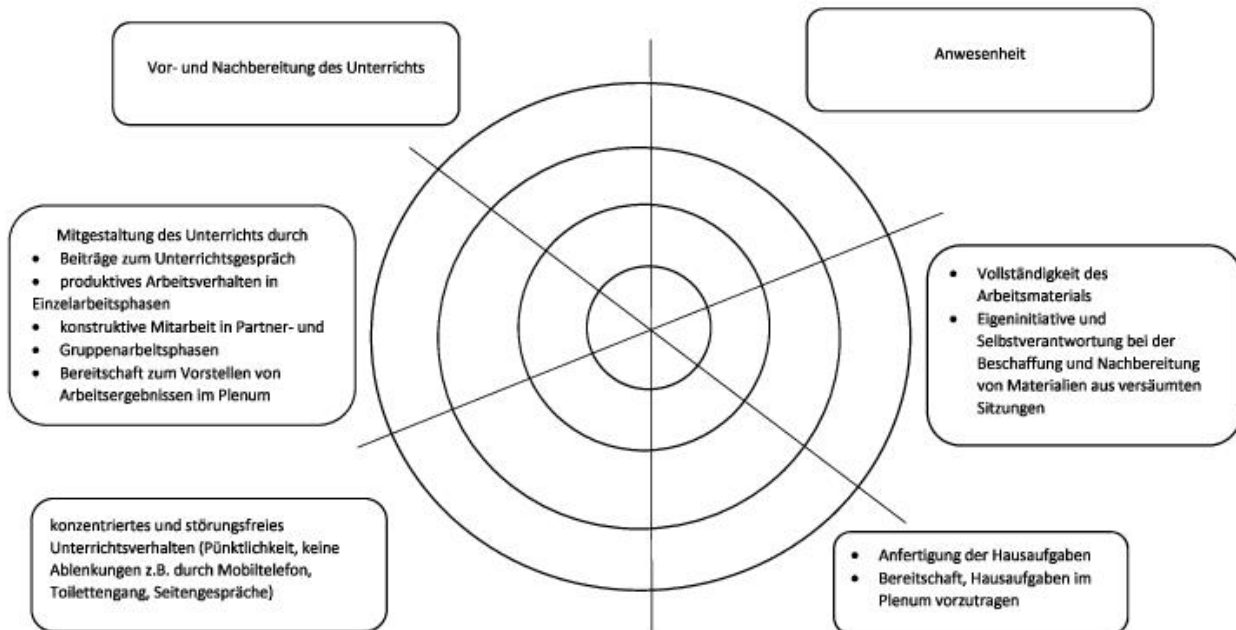 Vor- und Nachbereitung des Unterrichts
Anwesenheit
Mitgestaltung des Unterrichts durch
• Beiträge zum Unterrichtsgespräch
• produktives Arbeitsverhalten in
Einzelarbeitsphasen
• konstruktive Mitarbeit in Partner- und
• Gruppenarbeitsphasen
• Bereitschaft zum Vorstellen von
Arbeitsergebnissen im Plenum
• Vollständigkeit des
Arbeitsmaterials
• Eigeninitiative und
Selbstverantwortung bei der
Beschaffung und Nachbereitung
von Materialien aus versäumten
Sitzungen
konzentriertes und störungsfreies
Unterrichtsverhalten (Pünktlichkeit, keine
Ablenkungen z.B. durch Mobiltelefon,
Toilettengang, Seitengespräche)
• Anfertigung der Hausaufgaben
• Bereitschaft, Hausaufgaben im
Plenum vorzutragen